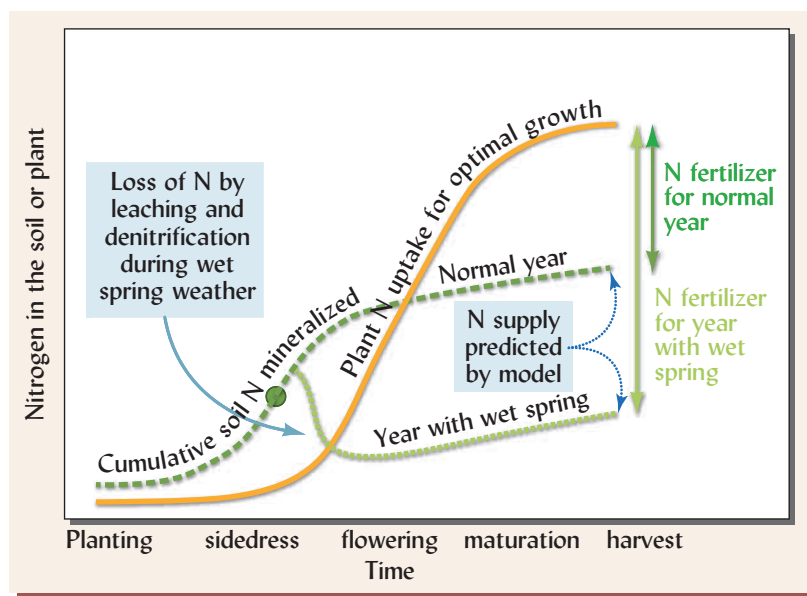 Nitrogen in the soil or plant
Loss of N by
leaching and
denitrification
during wet
spring weather
Cumulative soil N mineralized
Plant N uptake for optimal growth
Normal year
N supply
predicted
by model
Year with wet spring
N fertilizer
for normal
year
N fertilizer
for year
with wet
spring
Planting sidedress flowering maturation harvest
Time